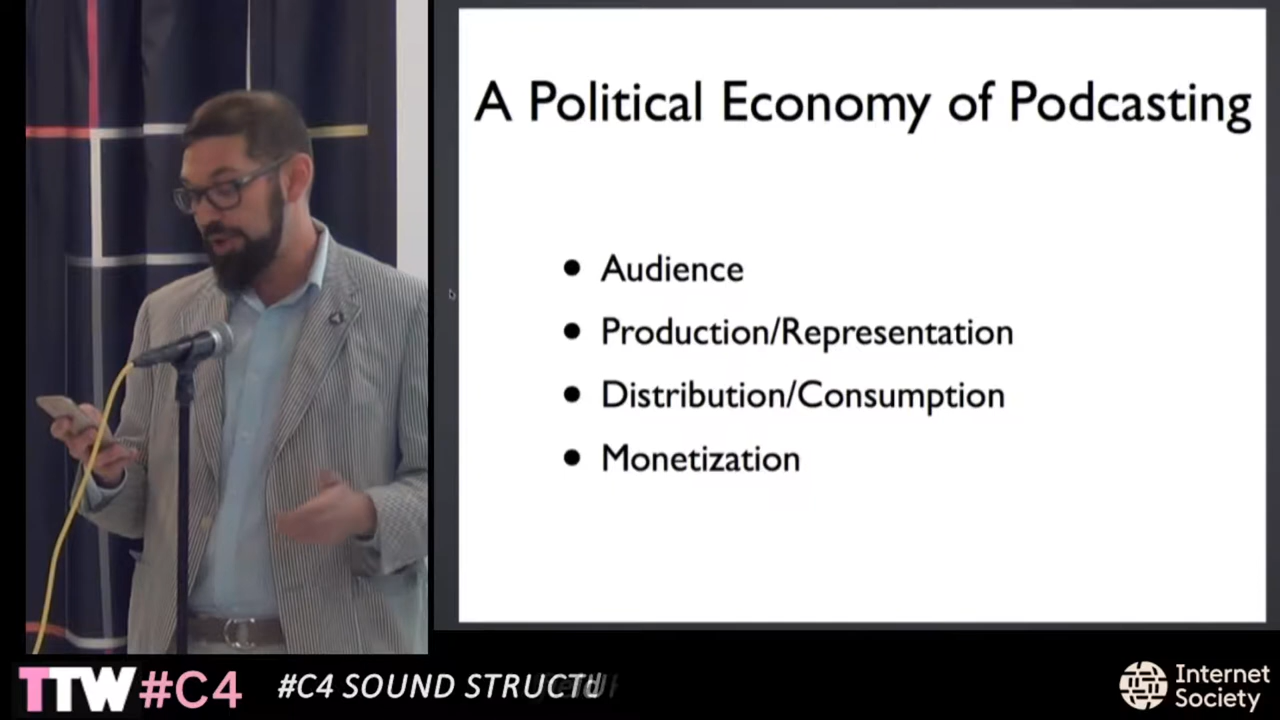 A Political Economy of Podcasting
• Audience
• Production/Representation
• Distribution/Consumption
• Monetization
TTW #C4
#C4 SOUND
Internet
Society